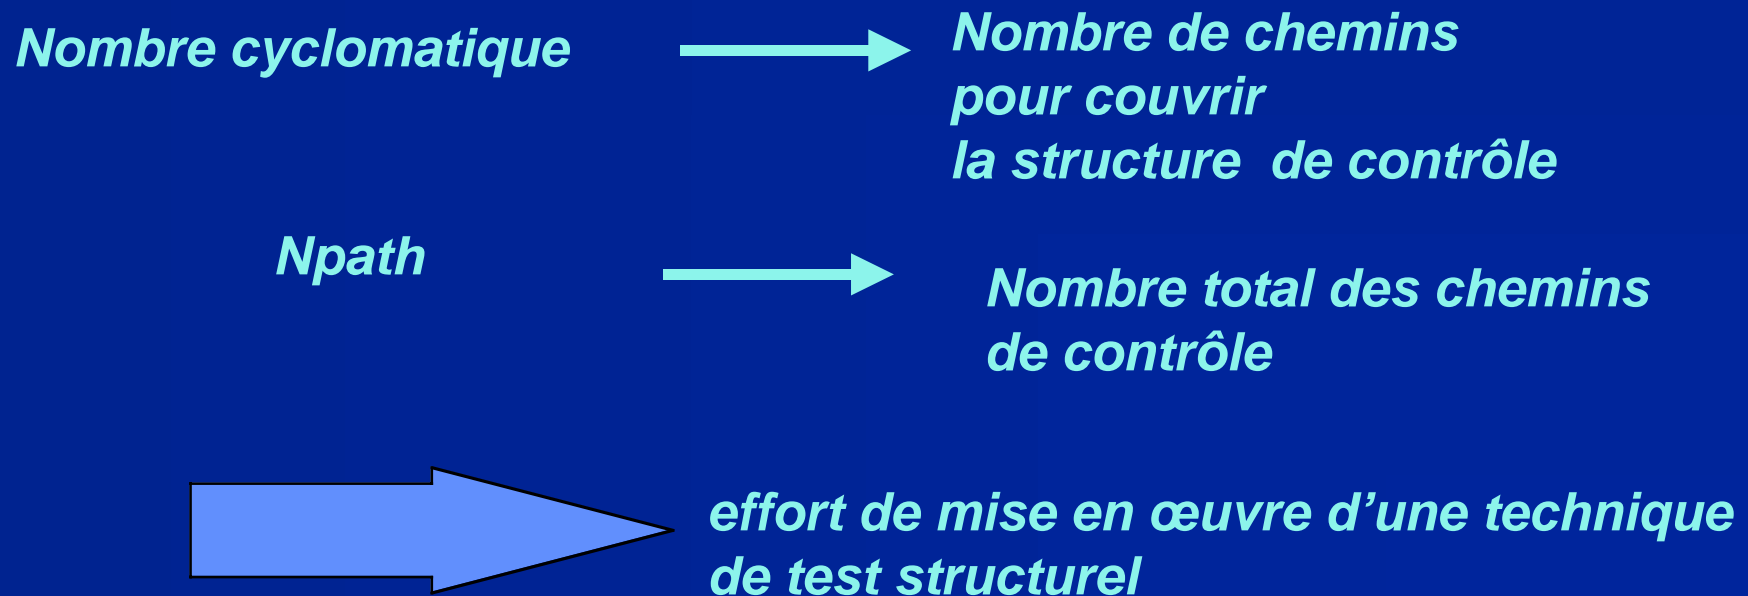 Nombre cyclomatique
Nombre de chemins
pour couvrir
la structure de contrôle
Npath
Nombre total des chemins
de contrôle
effort de mise en œuvre d’une technique
de test structurel